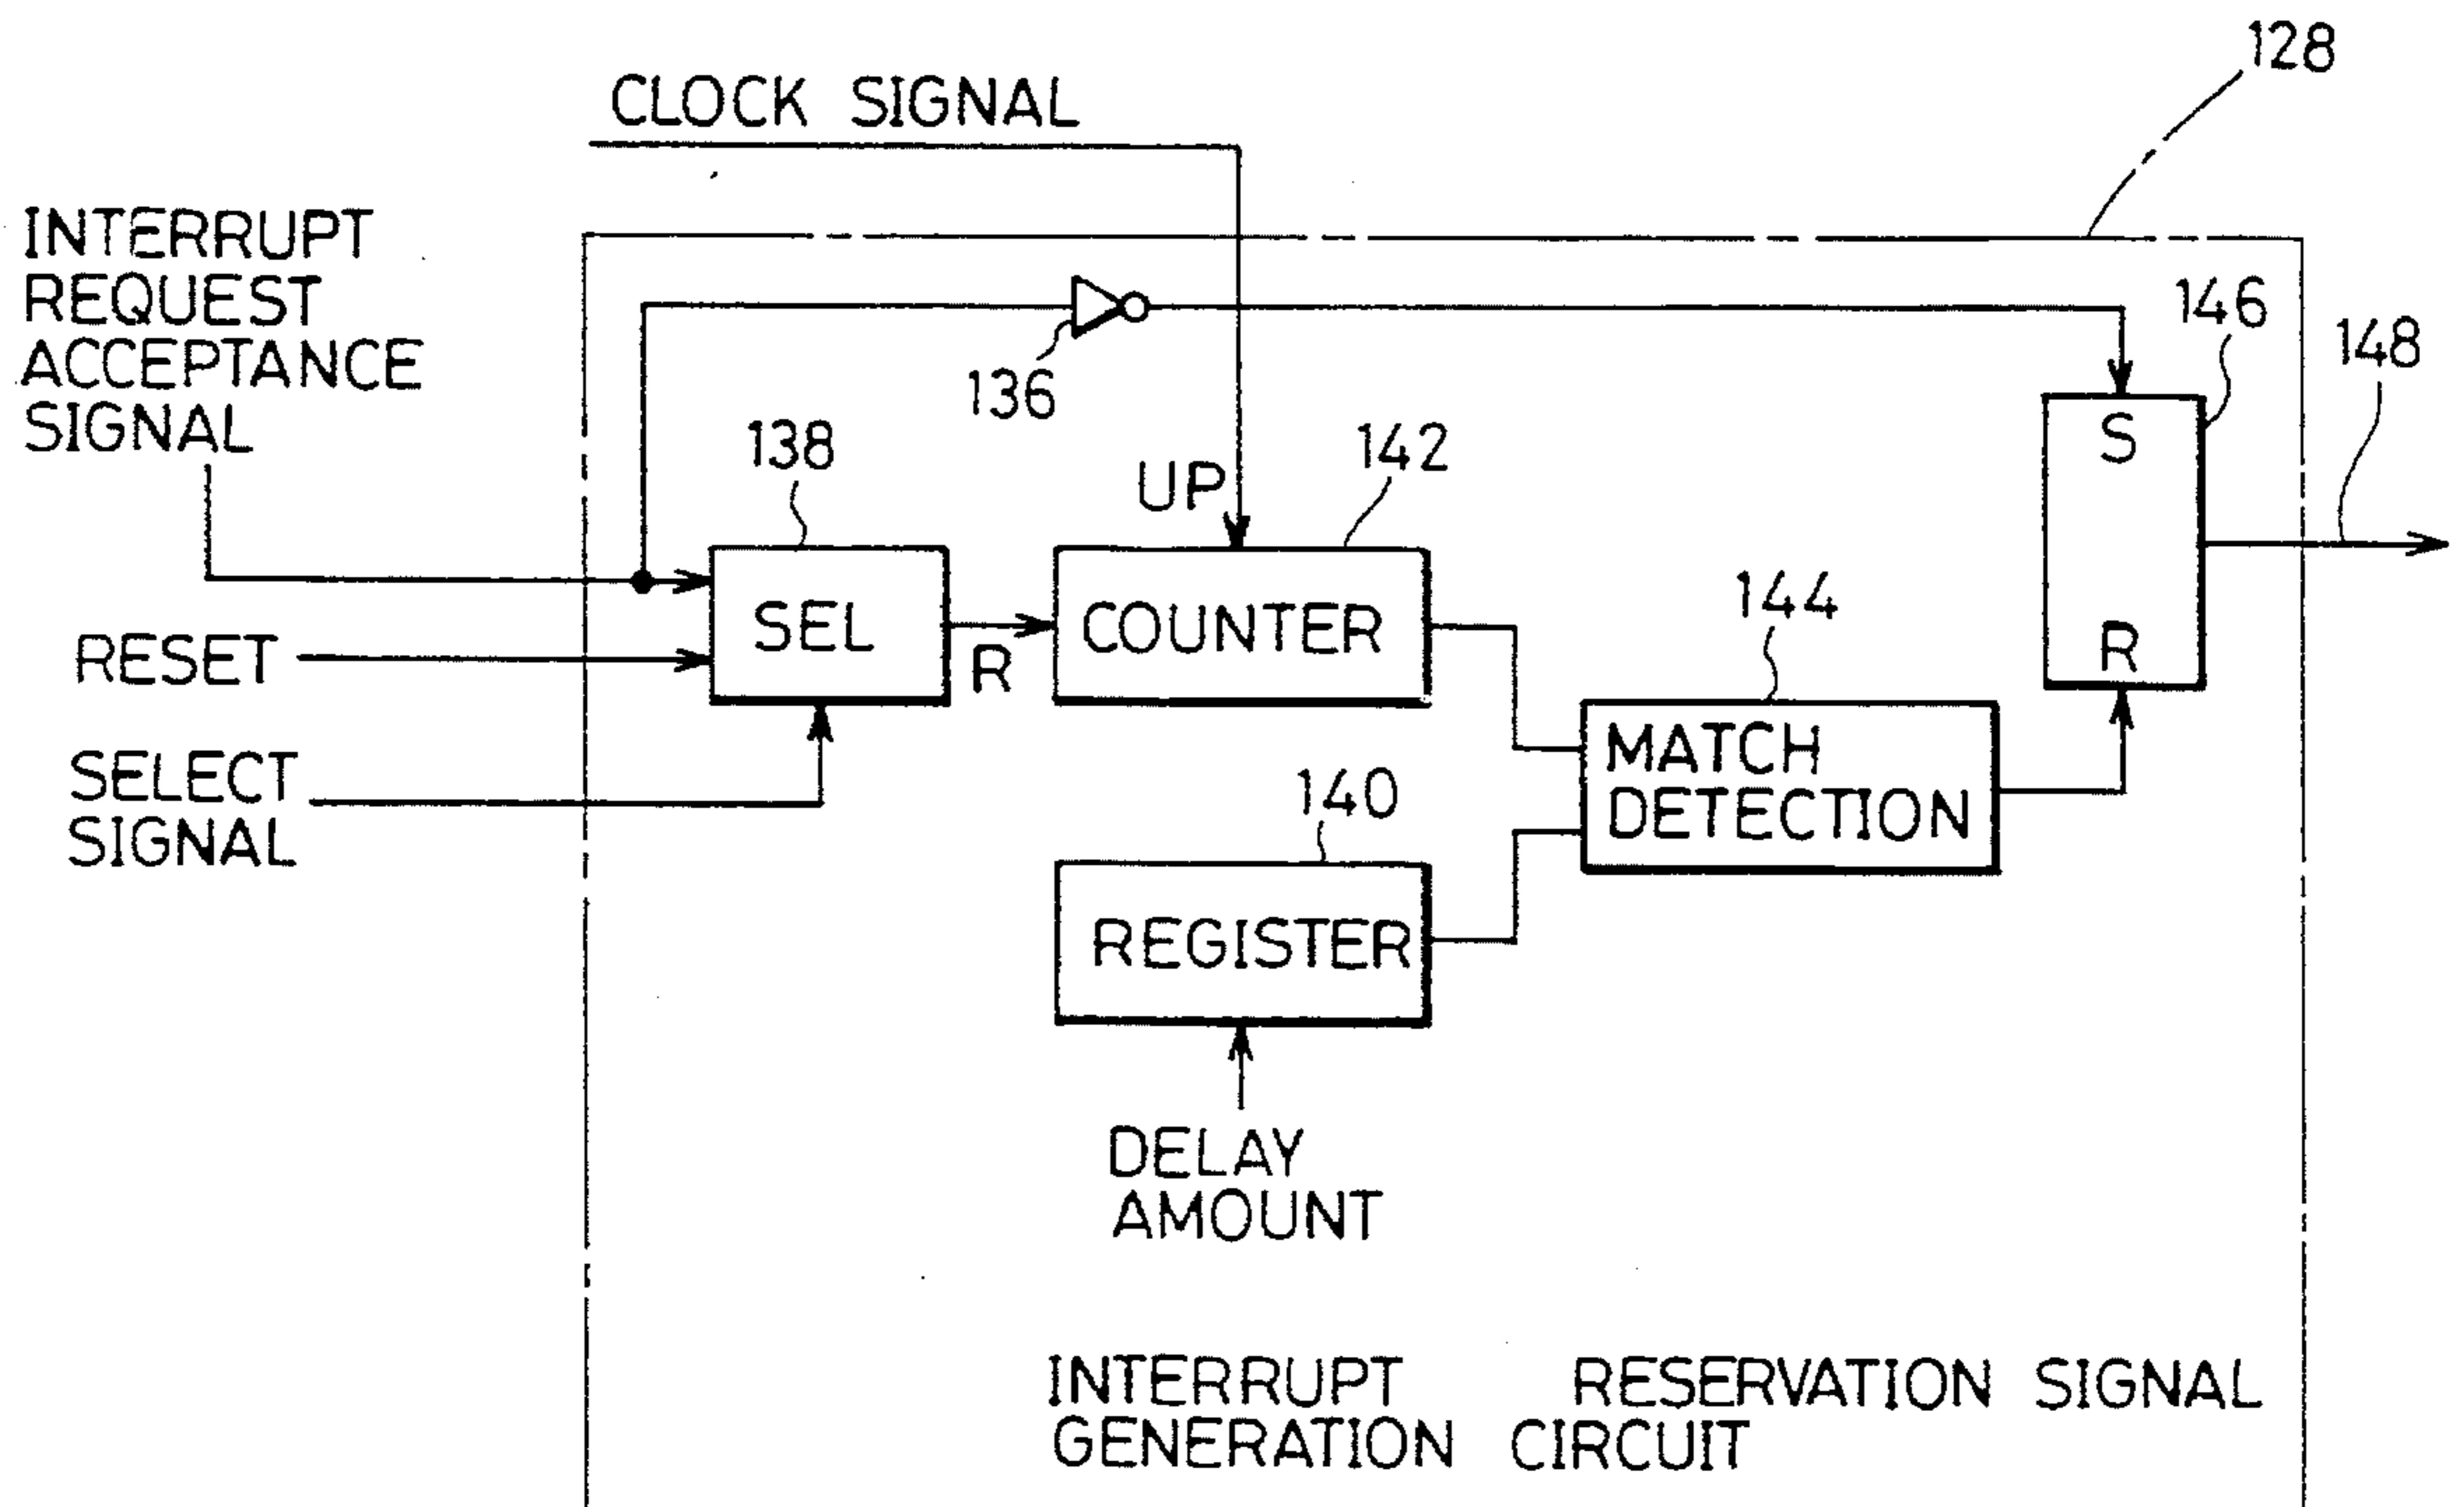 128
CLOCK SIGNAL
INTERRUPT
REQUEST
ACCEPTANCE
SIGNAL
136
146
148
138
UP
142
S
SEL
R
COUNTER
144
R
RESET
SELECT
SIGNAL
MATCH
DETECTION
140
REGISTER
DELAY
AMOUNT
INTERRUPT RESERVATION SIGNAL
GENERATION CIRCUIT